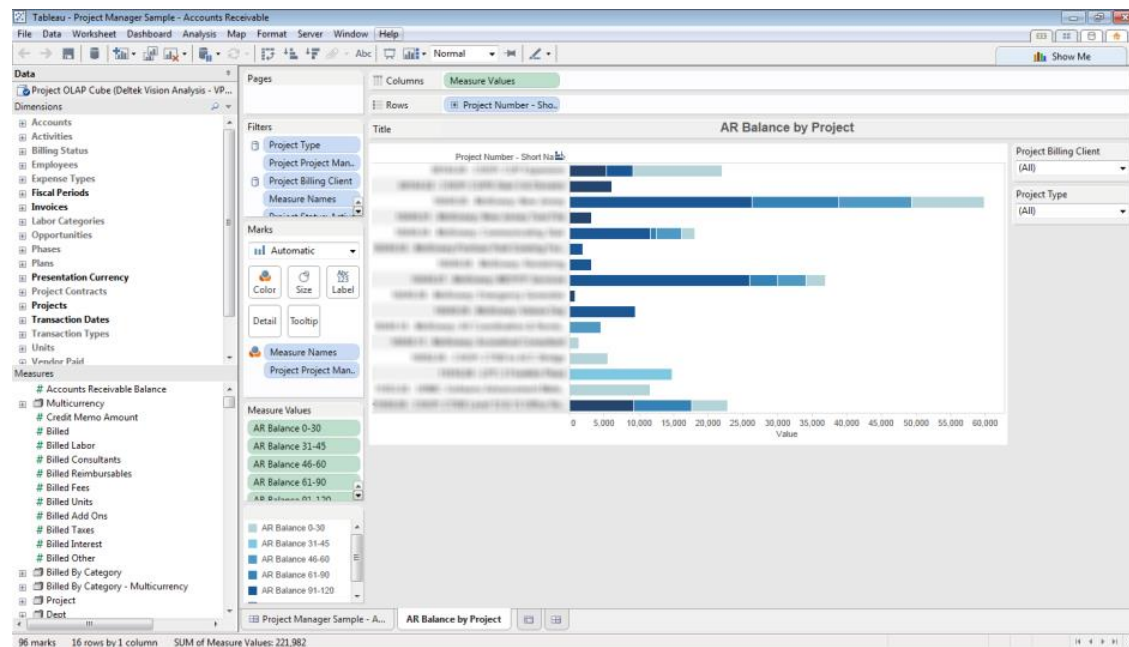 Tableau - Project Manager Sample - Accounts Receivable
File Data Worksheet Dashboard Analysis Map Format Server Window Help
Abc Normal
Show Me
Data
Project OLAP Cube (Deltek Vision Analysis - VP...
Dimensions
Accounts
Activities
Billing Status
Employees
Expense Types
Fiscal Periods
Invoices
Labor Categories
Opportunities
Phases
Plans
Presentation Currency
Project Contracts
Projects
Transaction Dates
Transaction Types
Units
Vendor Paid
Measures
Accounts Receivable Balance
Multicurrency
Credit Memo Amount
Billed
Billed Labor
Billed Consultants
Billed Reimbursables
Billed Fees
Billed Units
Billed Add Ons
Billed Taxes
Billed Interest
Billed Other
Billed By Category
Billed By Category - Multicurrency
Project
Dept
Pages
Filters
Project Type
Project Project Man..
Project Billing Client
Measure Names
Marks
Automatic
Color Size Label
Detail Tooltip
Measure Names
Project Project Man..
Measure Values
AR Balance 0-30
AR Balance 31-45
AR Balance 46-60
AR Balance 61-90
AR Balance 91-120
AR Balance 0-30
AR Balance 31-45
AR Balance 46-60
AR Balance 61-90
AR Balance 91-120
Columns Measure Values
Rows Project Number - Sho..
Title AR Balance by Project
Project Number - Short Na
0 5,000 10,000 15,000 20,000 25,000 30,000 35,000 40,000 45,000 50,000 55,000 60,000
Value
Project Billing Client
(All)
Project Type
(All)
Project Manager Sample - A... AR Balance by Project
96 marks 16 rows by 1 column SUM of Measure Values: 221,982